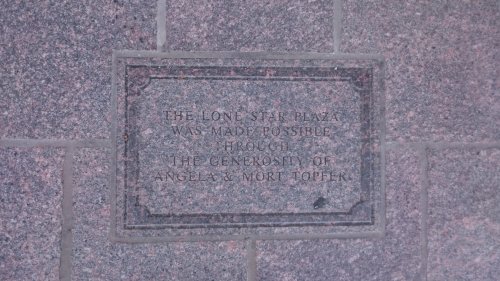 THE LONE STAR PLAZA
WAS MADE POSSIBLE
THROUGH
THE GENEROSITY OF
ANGELA & MORT TOPFER